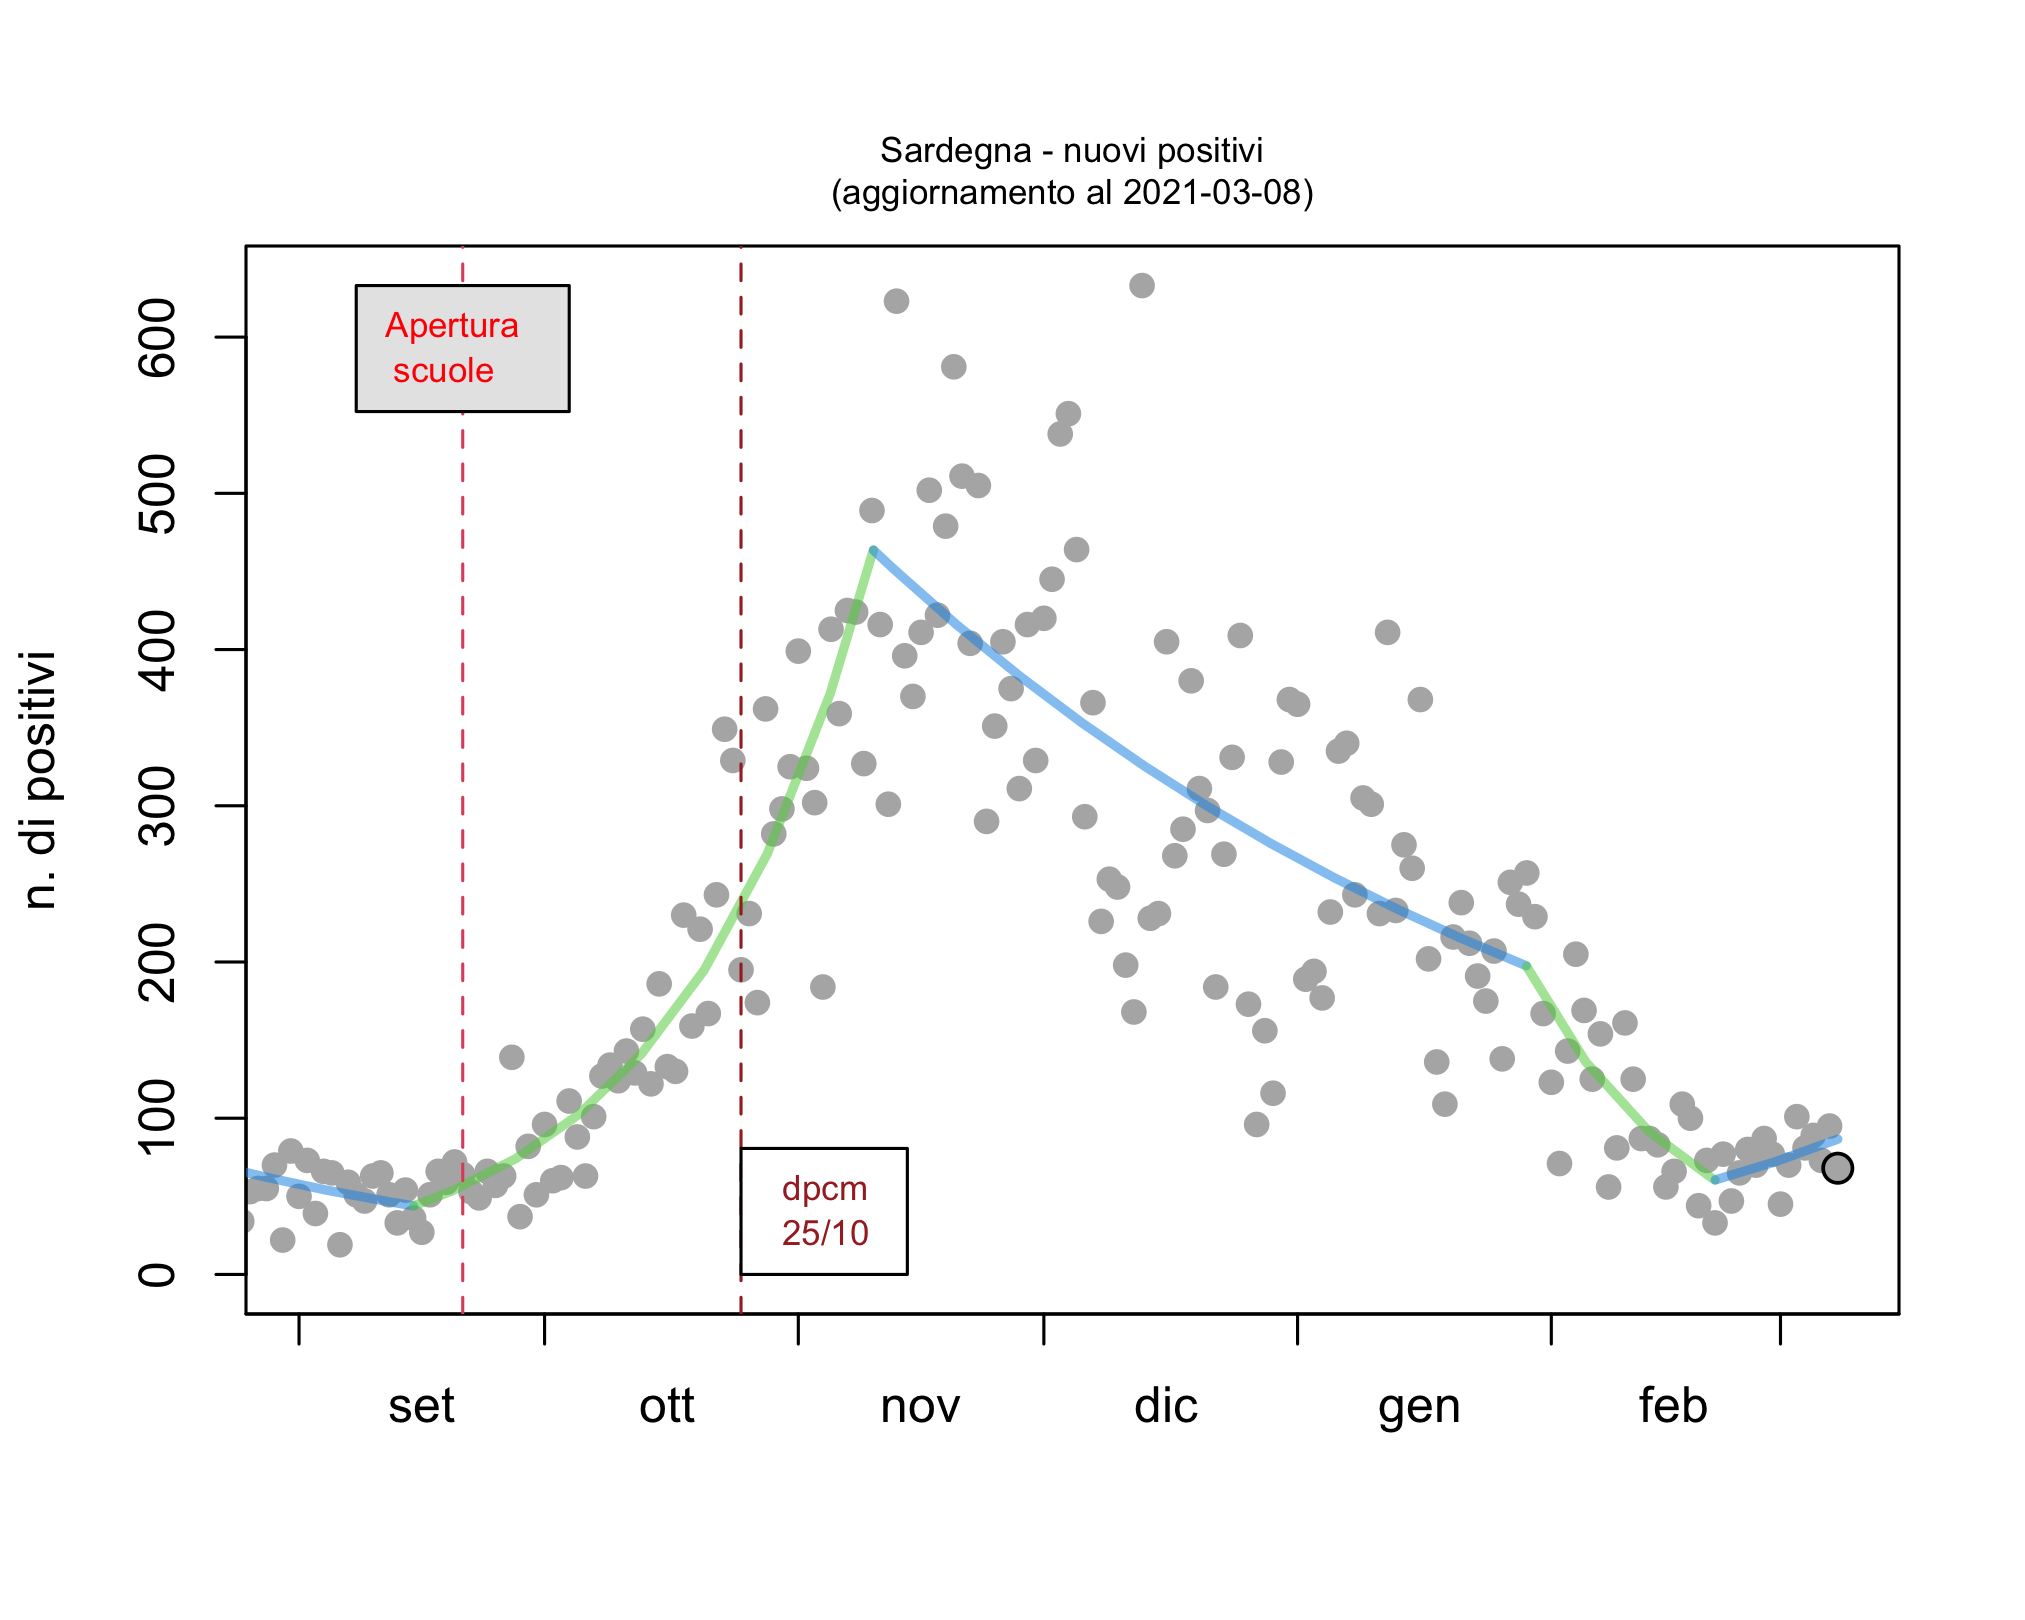 Sardegna - nuovi positivi
(aggiornamento al 2021-03-08)
n. di positivi
600
500
400
300
200
100
0
Apertura
scuole
dpcm
25/10
set
ott
nov
dic
gen
feb